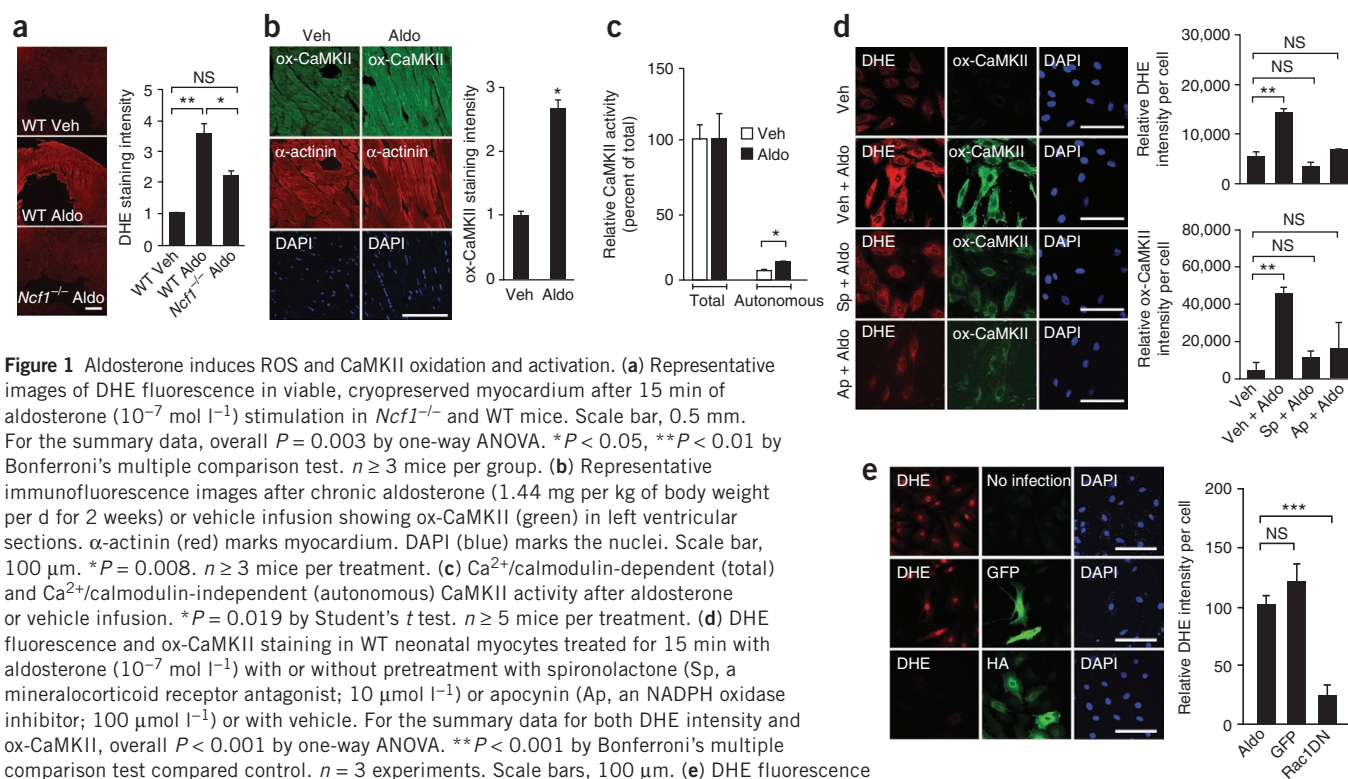 a
WT Veh
WT Aldo
Ncf1–/– Aldo
DHE staining intensity
5
4
3
2
1
0
NS
**
*
WT Veh
WT Aldo
Ncf1–/– Aldo
b
Veh
Aldo
ox-CaMKII
ox-CaMKII
α-actinin
α-actinin
DAPI
DAPI
ox-CaMKII staining intensity
3
2
1
0
*
Veh
Aldo
c
Relative CaMKII activity
(percent of total)
150
100
50
0
Veh
Aldo
*
Total
Autonomous
d
Veh
DHE
ox-CaMKII
DAPI
Veh + Aldo
DHE
ox-CaMKII
DAPI
Sp + Aldo
DHE
ox-CaMKII
DAPI
Ap + Aldo
DHE
ox-CaMKII
DAPI
Relative DHE
intensity per cell
30,000
20,000
10,000
0
NS
NS
**
Relative ox-CaMKII
intensity per cell
80,000
60,000
40,000
20,000
0
NS
NS
**
Veh
Veh + Aldo
Sp + Aldo
Ap + Aldo
Figure 1 Aldosterone induces ROS and CaMKII oxidation and activation. (a) Representative
images of DHE fluorescence in viable, cryopreserved myocardium after 15 min of
aldosterone (10–7 mol l–1) stimulation in Ncf1–/– and WT mice. Scale bar, 0.5 mm.
For the summary data, overall P = 0.003 by one-way ANOVA. *P < 0.05, **P < 0.01 by
Bonferroni's multiple comparison test. n ≥ 3 mice per group. (b) Representative
immunofluorescence images after chronic aldosterone (1.44 mg per kg of body weight
per d for 2 weeks) or vehicle infusion showing ox-CaMKII (green) in left ventricular
sections. α-actinin (red) marks myocardium. DAPI (blue) marks the nuclei. Scale bar,
100 μm. *P = 0.008. n ≥ 3 mice per treatment. (c) Ca2+/calmodulin-dependent (total)
and Ca2+/calmodulin-independent (autonomous) CaMKII activity after aldosterone
or vehicle infusion. *P = 0.019 by Student's t test. n ≥ 5 mice per treatment. (d) DHE
fluorescence and ox-CaMKII staining in WT neonatal myocytes treated for 15 min with
aldosterone (10–7 mol l–1) with or without pretreatment with spironolactone (Sp, a
mineralocorticoid receptor antagonist; 10 μmol l–1) or apocynin (Ap, an NADPH oxidase
inhibitor; 100 μmol l–1) or with vehicle. For the summary data for both DHE intensity and
ox-CaMKII, overall P < 0.001 by one-way ANOVA. **P < 0.001 by Bonferroni's multiple
comparison test compared control. n = 3 experiments. Scale bars, 100 μm. (e) DHE fluorescence
e
DHE
No infection
DAPI
DHE
GFP
DAPI
DHE
HA
DAPI
Relative DHE intensity per cell
200
150
100
50
0
***
NS
Aldo
GFP
Rac1DN